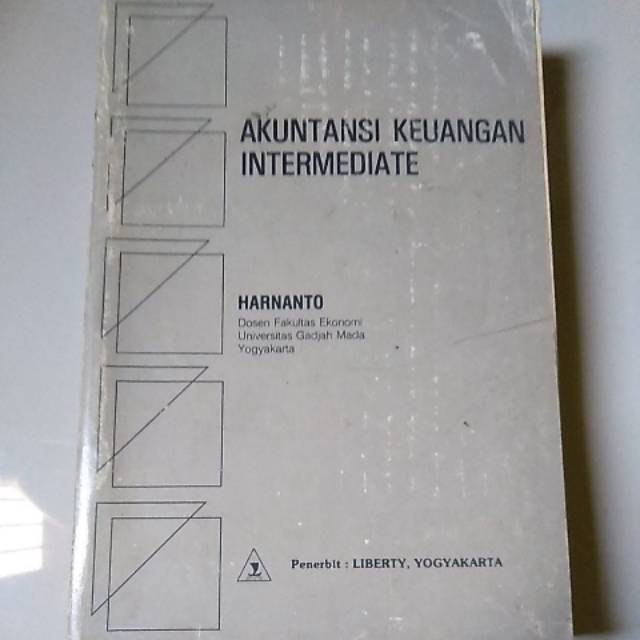 AKUNTANSI KEUANGAN
INTERMEDIATE
HARNANTO
Dosen Fakultas Ekonomi
Universitas Gadjah Mada
Yogyakarta
Penerbit : LIBERTY, YOGYAKARTA